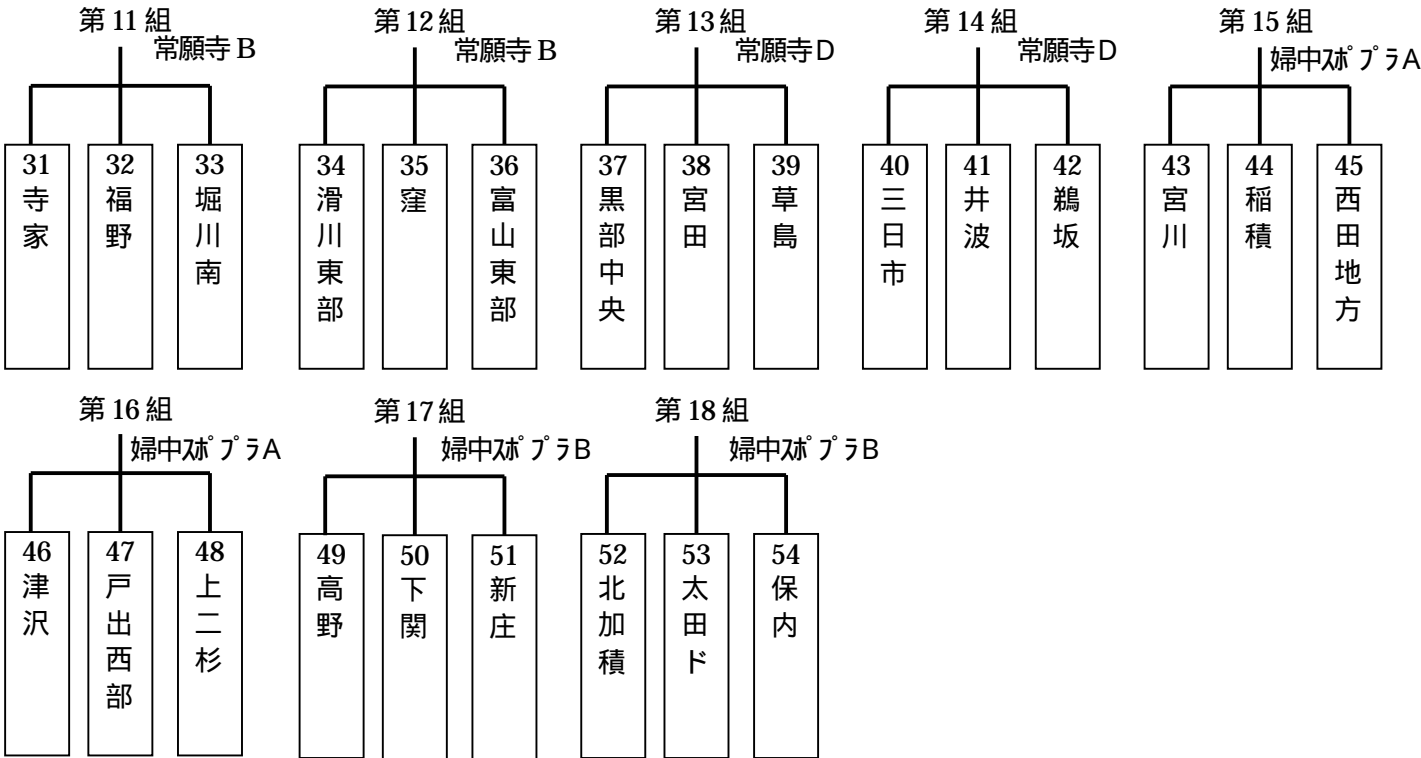 第11組 第12組 第13組 第14組 第15組
常願寺B 常願寺B 常願寺D 常願寺D 婦中スポプラA
31 32 33 34 35 36 37 38 39 40 41 42 43 44 45
寺家
福野
堀川南
滑川東部
窪
富山東部
黒部中央
宮田
草島
三日市
井波
鵜坂
宮川
稲積
西田地方
第16組 第17組 第18組
婦中スポプラA 婦中スポプラB 婦中スポプラB
46 47 48 49 50 51 52 53 54
津沢
戸出西部
上二杉
高野
下関
新庄
北加積
太田ド
保内